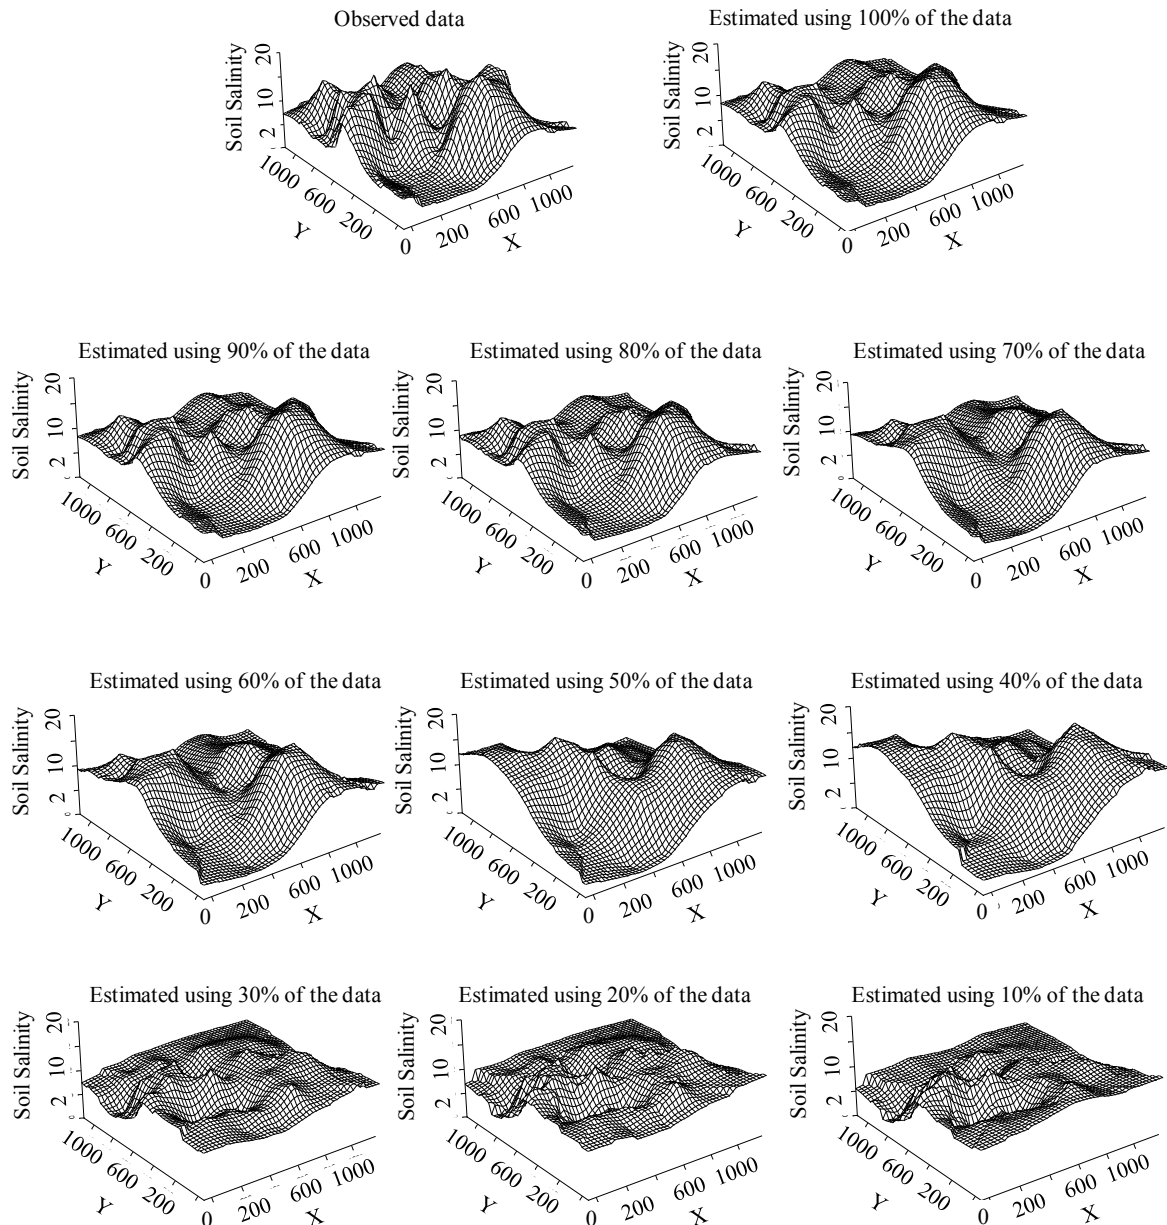 Observed data
Estimated using 100% of the data
Soil Salinity
20
10
2
1000
600
200
Y
0
200
600
1000
X
Soil Salinity
20
10
2
1000
600
200
Y
0
200
600
1000
X
Estimated using 90% of the data
Estimated using 80% of the data
Estimated using 70% of the data
Soil Salinity
20
10
2
1000
600
200
Y
0
200
600
1000
X
Soil Salinity
20
10
2
1000
600
200
Y
0
200
600
1000
X
Soil Salinity
20
10
2
1000
600
200
Y
0
200
600
1000
X
Estimated using 60% of the data
Estimated using 50% of the data
Estimated using 40% of the data
Soil Salinity
20
10
2
1000
600
200
Y
0
200
600
1000
X
Soil Salinity
20
10
2
1000
600
200
Y
0
200
600
1000
X
Soil Salinity
20
10
2
1000
600
200
Y
0
200
600
1000
X
Estimated using 30% of the data
Estimated using 20% of the data
Estimated using 10% of the data
Soil Salinity
20
10
2
1000
600
200
Y
0
200
600
1000
X
Soil Salinity
20
10
2
1000
600
200
Y
0
200
600
1000
X
Soil Salinity
20
10
2
1000
600
200
Y
0
200
600
1000
X